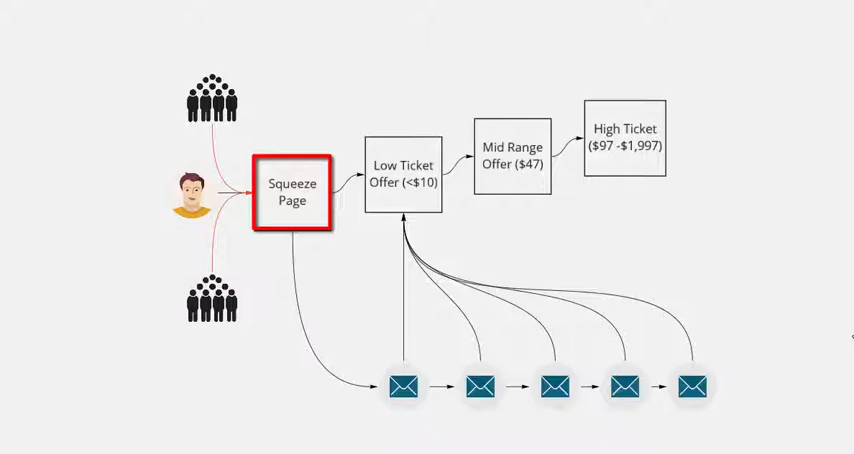 Squeeze
Page
Low Ticket
Offer (<$10)
Mid Range
Offer ($47)
High Ticket
($97 -$1,997)